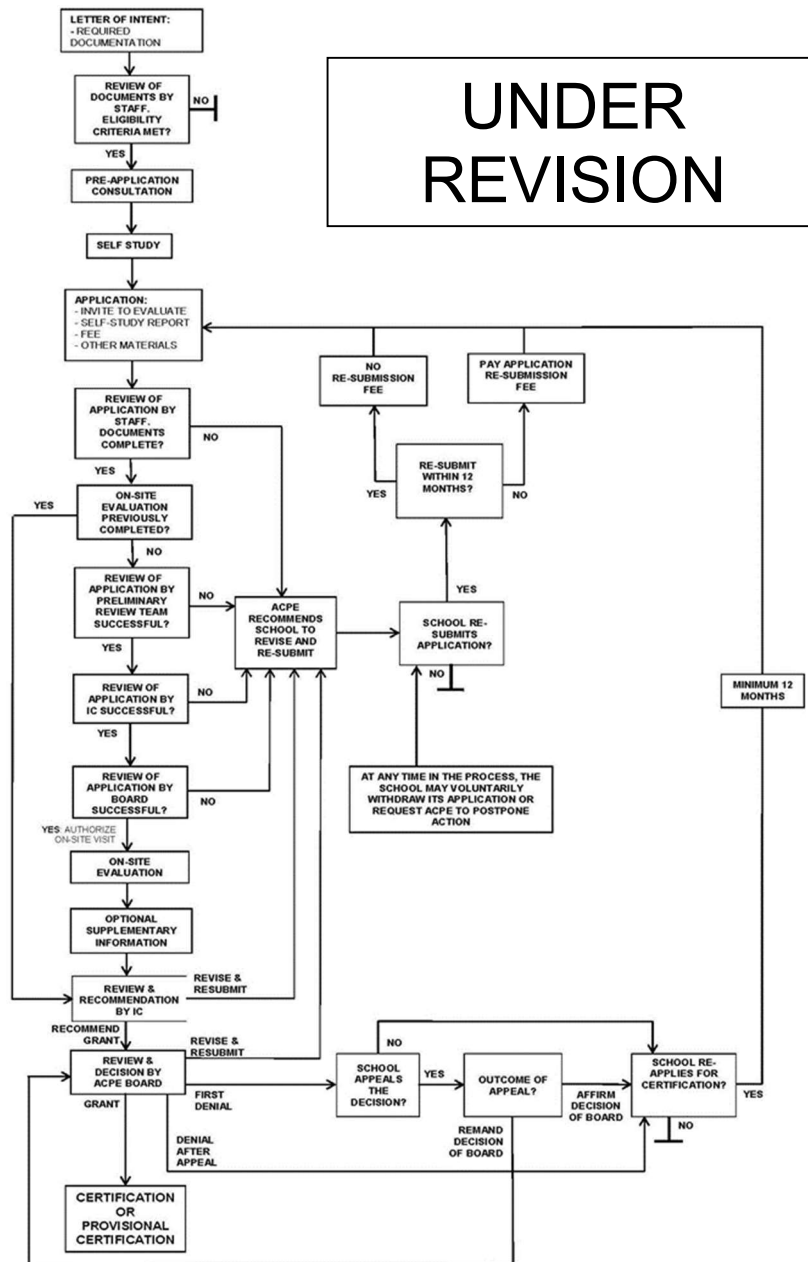 LETTER OF INTENT:
- REQUIRED
DOCUMENTATION
UNDER
REVISION
REVIEW OF
DOCUMENTS BY
STAFF.
ELIGIBILITY
CRITERIA MET?
NO
YES
PRE-APPLICATION
CONSULTATION
SELF STUDY
APPLICATION:
- INVITE TO EVALUATE
- SELF-STUDY REPORT
- FEE
- OTHER MATERIALS
NO
RE-SUBMISSION
FEE
PAY APPLICATION
RE-SUBMISSION
FEE
REVIEW OF
APPLICATION BY
STAFF.
DOCUMENTS
COMPLETE?
NO
YES
RE-SUBMIT
WITHIN 12
MONTHS?
YES
NO
YES
ON-SITE
EVALUATION
PREVIOUSLY
COMPLETED?
NO
REVIEW OF
APPLICATION BY
PRELIMINARY
REVIEW TEAM
SUCCESSFUL?
NO
YES
ACPE
RECOMMENDS
SCHOOL TO
REVISE AND
RE-SUBMIT
YES
SCHOOL RE-
SUBMITS
APPLICATION?
NO
REVIEW OF
APPLICATION BY
IC SUCCESSFUL?
NO
YES
MINIMUM 12
MONTHS
REVIEW OF
APPLICATION BY
BOARD
SUCCESSFUL?
NO
AT ANY TIME IN THE PROCESS, THE
SCHOOL MAY VOLUNTARILY
WITHDRAW ITS APPLICATION OR
REQUEST ACPE TO POSTPONE
ACTION
YES: AUTHORIZE
ON-SITE VISIT
ON-SITE
EVALUATION
OPTIONAL
SUPPLEMENTARY
INFORMATION
REVIEW &
RECOMMENDATION
BY IC
REVISE &
RESUBMIT
RECOMMEND
GRANT
REVIEW &
DECISION BY
ACPE BOARD
REVISE &
RESUBMIT
FIRST
DENIAL
GRANT
DENIAL
AFTER
APPEAL
NO
SCHOOL
APPEALS
THE
DECISION?
YES
OUTCOME OF
APPEAL?
AFFIRM
DECISION
OF BOARD
REMAND
DECISION
OF BOARD
SCHOOL RE-
APPLIES FOR
CERTIFICATION?
YES
NO
CERTIFICATION
OR
PROVISIONAL
CERTIFICATION